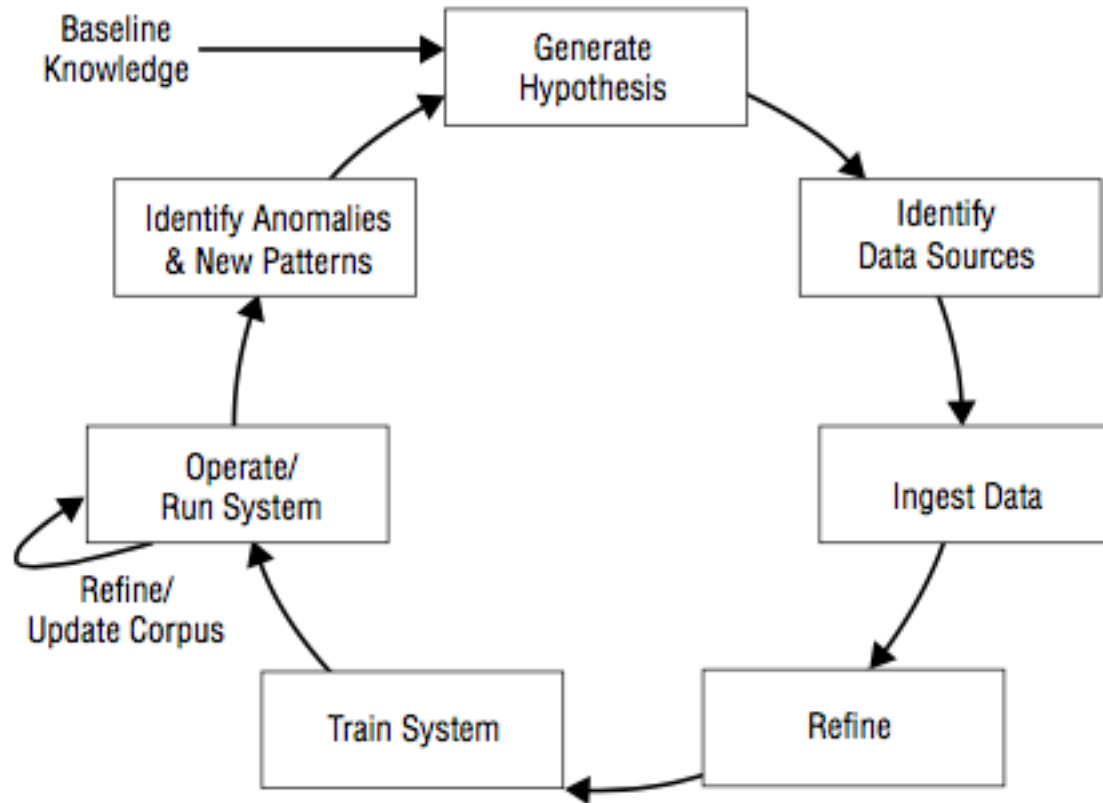 Baseline
Knowledge
Generate
Hypothesis
Identify Anomalies
& New Patterns
Identify
Data Sources
Operate/
Run System
Ingest Data
Refine/
Update Corpus
Train System
Refine